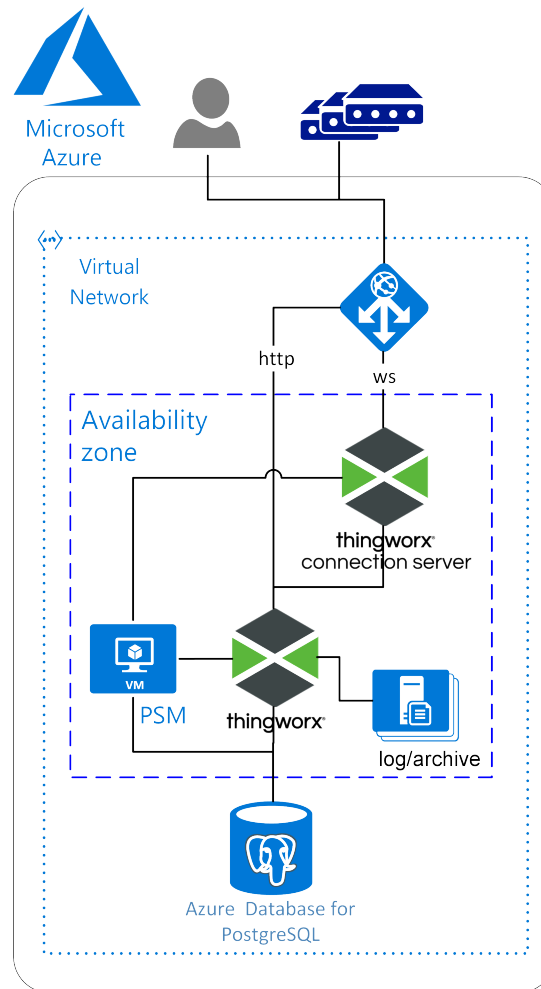 Microsoft
Azure
Virtual
Network
http
ws
Availability
zone
thingworx®
connection server
VM
PSM
thingworx®
log/archive
Azure Database for
PostgreSQL